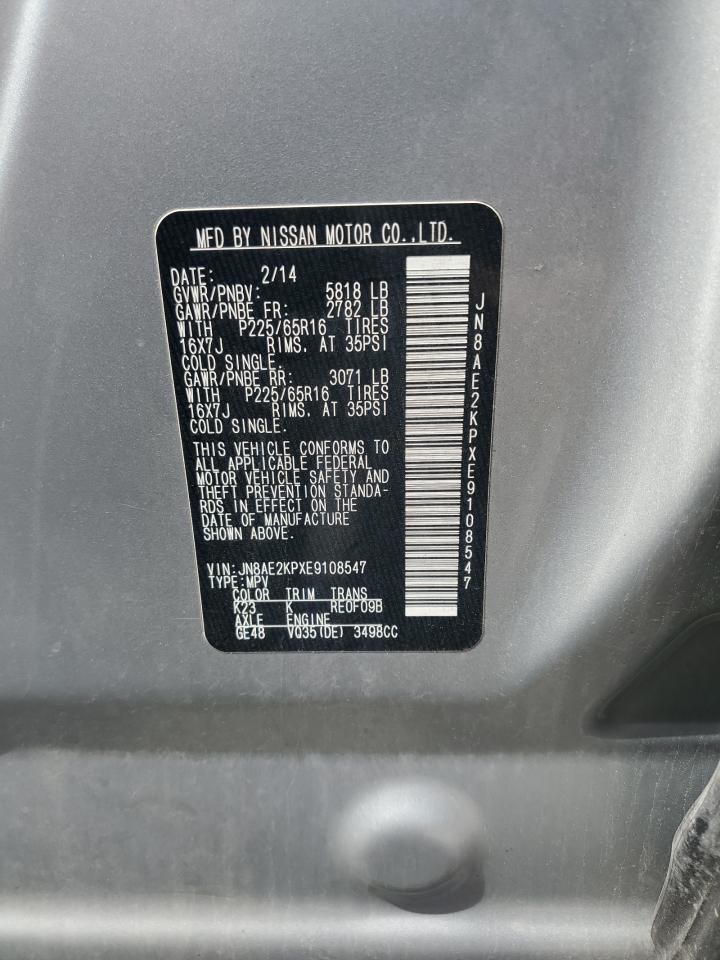 MFD BY NISSAN MOTOR CO.,LTD.
DATE: 2/14
GVWR/PNBV: 5818 LB
GAWR/PNBE FR: 2782 LB
WITH P225/65R16 TIRES
16X7J RIMS, AT 35PSI
COLD SINGLE.
GAWR/PNBE RR: 3071 LB
WITH P225/65R16 TIRES
16X7J RIMS, AT 35PSI
COLD SINGLE.
THIS VEHICLE CONFORMS TO
ALL APPLICABLE FEDERAL
MOTOR VEHICLE SAFETY AND
THEFT PREVENTION STANDA-
RDS IN EFFECT ON THE
DATE OF MANUFACTURE
SHOWN ABOVE.
VIN:JN8AE2KPXE9108547
TYPE:MPV
COLOR TRIM TRANS
K23 K RE0F09B
AXLE ENGINE
GE48 VQ35(DE) 3498CC
JN8AE2KPXE9108547